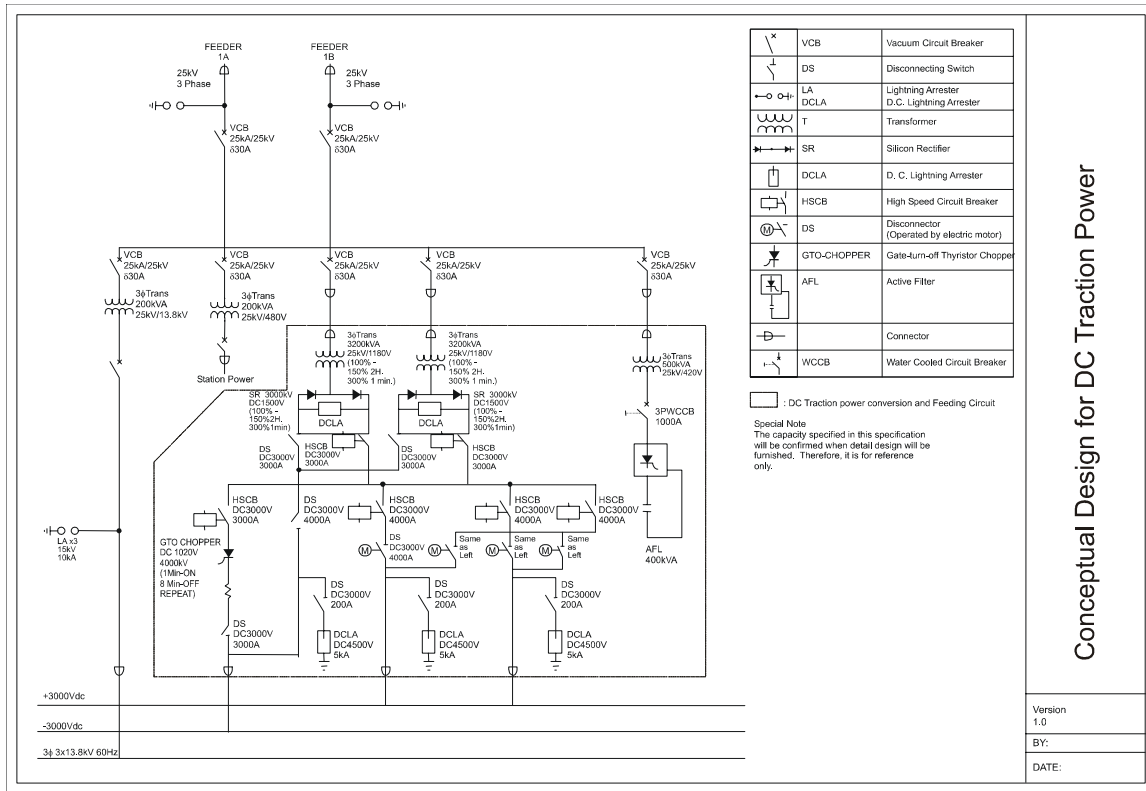 FEEDER
1A
FEEDER
1B
25kV
3 Phase
25kV
3 Phase
VCB
25kA/25kV
δ30A
VCB
25kA/25kV
δ30A
VCB
25kA/25kV
δ30A
VCB
25kA/25kV
δ30A
VCB
25kA/25kV
δ30A
VCB
25kA/25kV
δ30A
VCB
25kA/25kV
δ30A
3ϕTrans
200kVA
25kV/13.8kV
3ϕTrans
200kVA
25kV/480V
Station Power
3ϕTrans
3200kVA
25kV/1180V
(100% -
150% 2H.
300% 1 min.)
3ϕTrans
3200kVA
25kV/1180V
(100% -
150% 2H.
300% 1 min.)
3ϕTrans
500kVA
25kV/420V
SR 3000kV
DC1500V
(100% -
150%2H.
300%1min)
DCLA
SR 3000kV
DC1500V
(100% -
150%2H.
300%1min)
DCLA
3PWCCB
1000A
DS
DC3000V
3000A
HSCB
DC3000V
3000A
DS
DC3000V
3000A
HSCB
DC3000V
3000A
HSCB
DC3000V
3000A
DS
DC3000V
4000A
HSCB
DC3000V
4000A
HSCB
DC3000V
4000A
HSCB
DC3000V
4000A
AFL
400kVA
LA x3
15kV
10kA
GTO CHOPPER
DC 1020V
4000kV
(1Min-ON
8 Min-OFF
REPEAT)
M
DS
DC3000V
4000A
M
Same
as
Left
M
Same
as
Left
M
Same
as
Left
DS
DC3000V
200A
DS
DC3000V
200A
DS
DC3000V
200A
DS
DC3000V
3000A
DCLA
DC4500V
5kA
DCLA
DC4500V
5kA
DCLA
DC4500V
5kA
+3000Vdc
-3000Vdc
3ϕ 3x13.8kV 60Hz
VCB Vacuum Circuit Breaker
DS Disconnecting Switch
LA Lightning Arrester
DCLA D.C. Lightning Arrester
T Transformer
SR Silicon Rectifier
DCLA D. C. Lightning Arrester
HSCB High Speed Circuit Breaker
M DS Disconnector
(Operated by electric motor)
GTO-CHOPPER Gate-turn-off Thyristor Chopper
AFL Active Filter
Connector
WCCB Water Cooled Circuit Breaker
: DC Traction power conversion and Feeding Circuit
Special Note
The capacity specified in this specification
will be confirmed when detail design will be
furnished. Therefore, it is for reference
only.
Conceptual Design for DC Traction Power
Version
1.0
BY:
DATE: